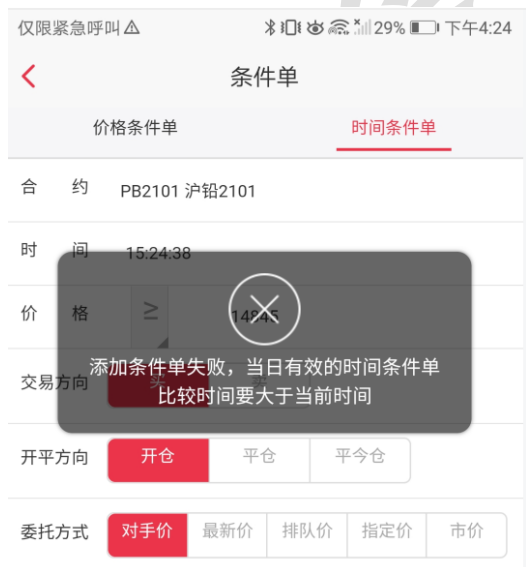 仅限紧急呼叫 29% 下午4:24
条件单
价格条件单 时间条件单
合 约 PB2101 沪铅2101
时 间 15:24:38
价 格 ≥ 14845
添加条件单失败，当日有效的时间条件单
比较时间要大于当前时间
交易方向 买 卖
开平方向 开仓 平仓 平今仓
委托方式 对手价 最新价 排队价 指定价 市价